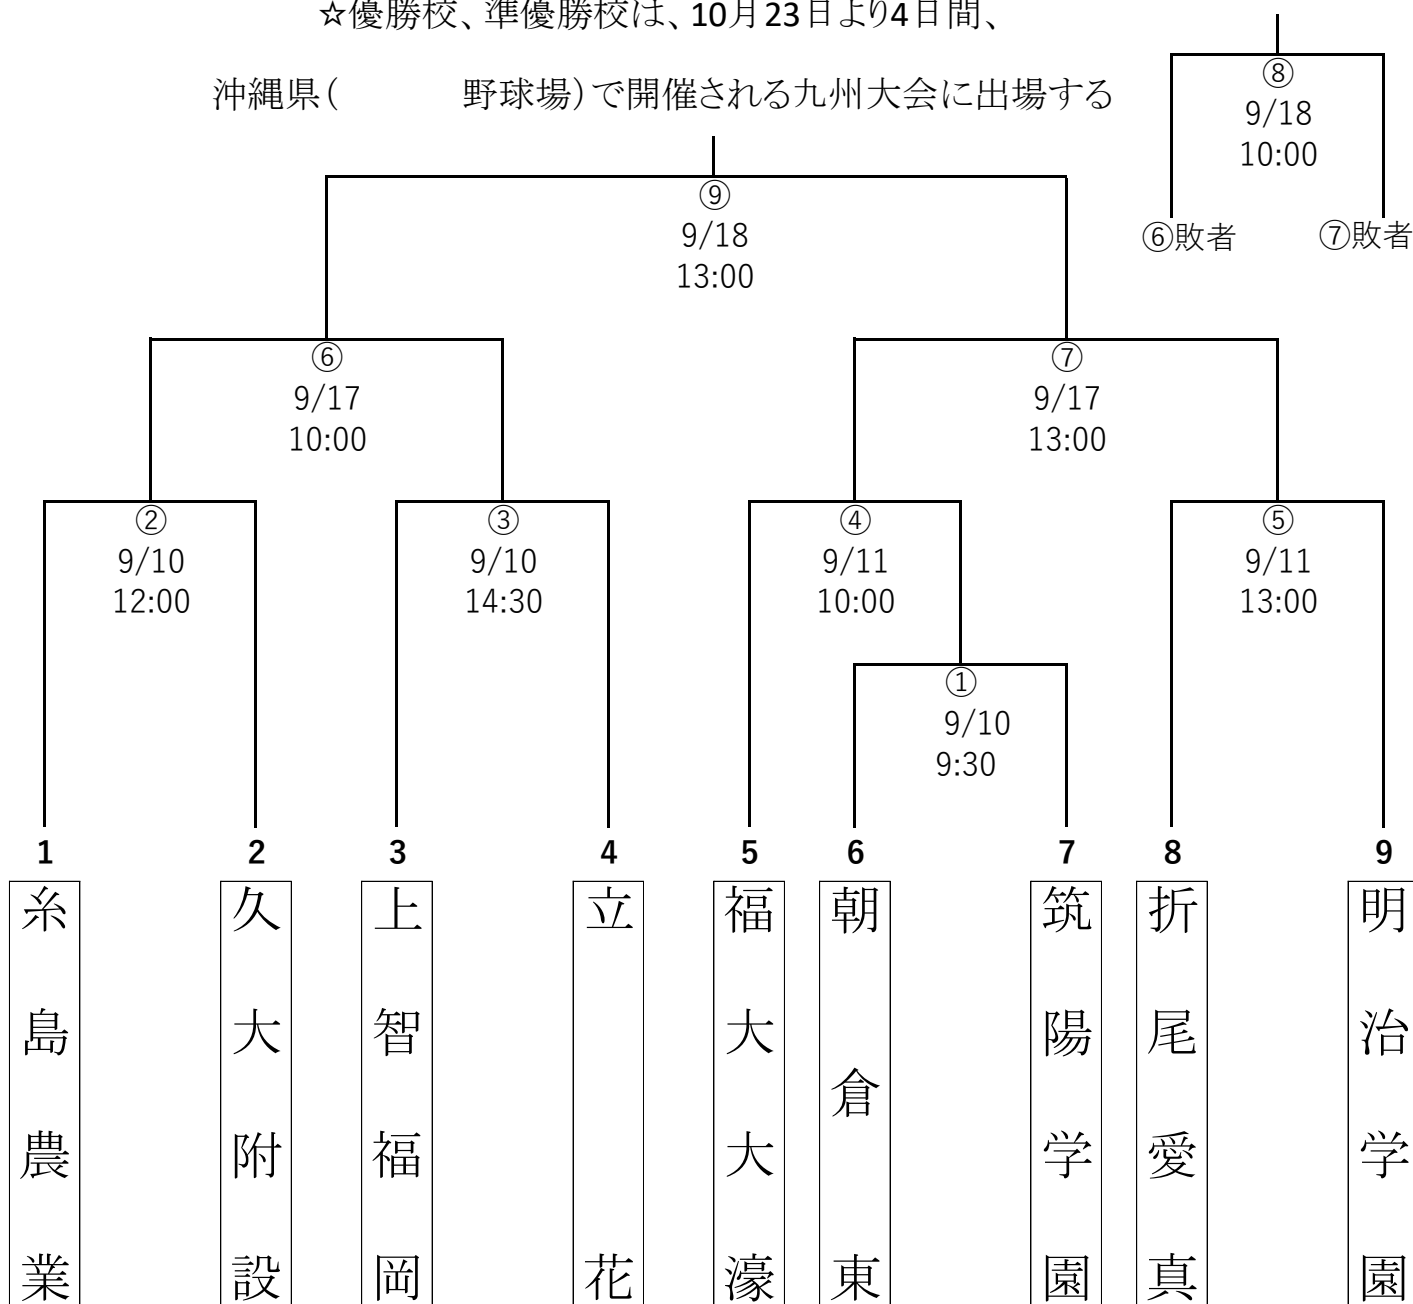 ☆優勝校、準優勝校は、10月23日より4日間、
沖縄県(　　　野球場)で開催される九州大会に出場する
⑧
9/18
10:00
⑥敗者
⑦敗者
⑨
9/18
13:00
⑥
9/17
10:00
⑦
9/17
13:00
②
9/10
12:00
③
9/10
14:30
④
9/11
10:00
⑤
9/11
13:00
①
9/10
9:30
1
2
3
4
5
6
7
8
9
糸島農業
久大附設
上智福岡
立花
福大大濠
朝倉東
筑陽学園
折尾愛真
明治学園